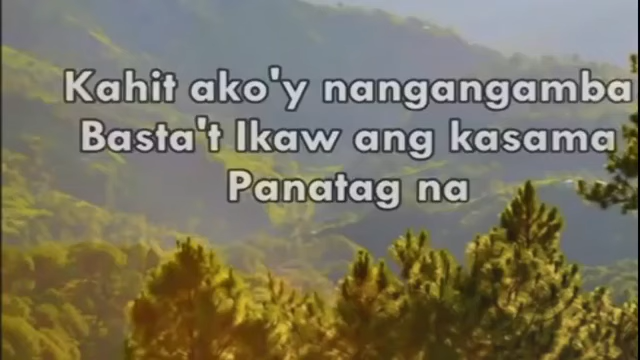 Kahit ako'y nangangamba
Basta't Ikaw ang kasama
Panatag na